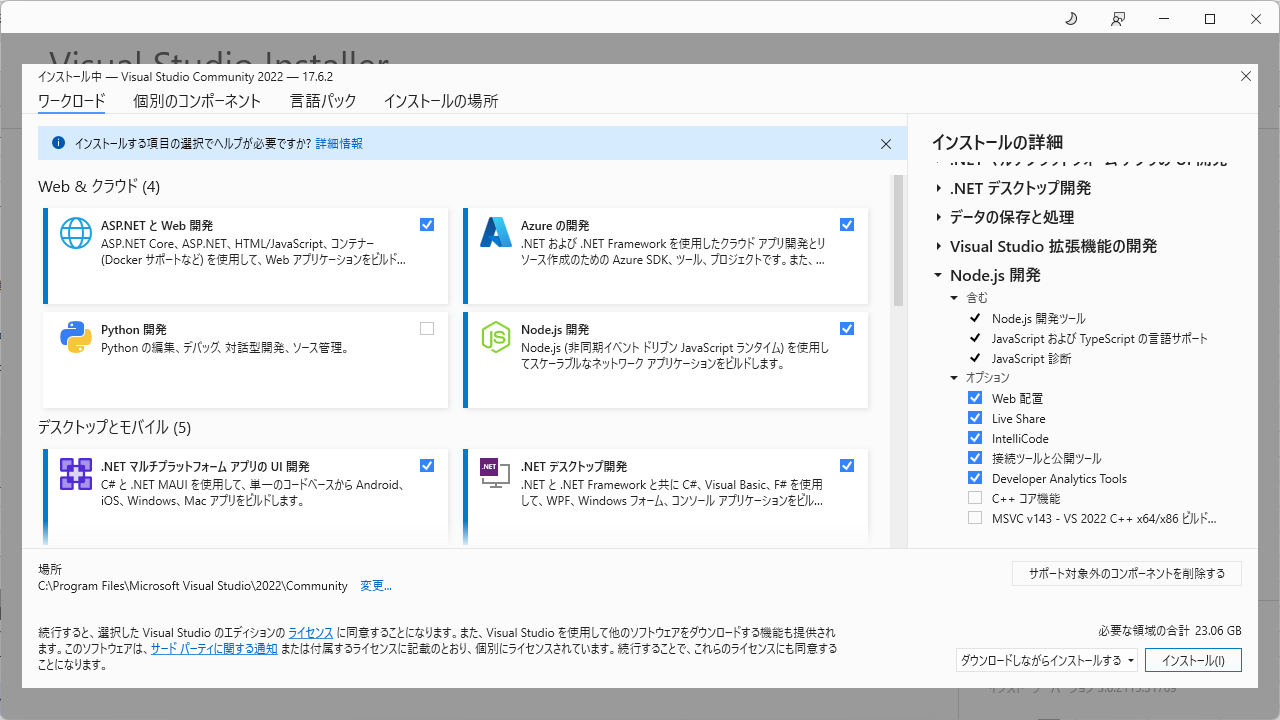 Visual Studio Installer
インストール中 — Visual Studio Community 2022 — 17.6.2
ワークロード
個別のコンポーネント
言語パック
インストールの場所
インストールする項目の選択でヘルプが必要ですか? 詳細情報
Web & クラウド (4)
ASP.NET と Web 開発
ASP.NET Core、ASP.NET、HTML/JavaScript、コンテナー
(Docker サポートなど) を使用して、Web アプリケーションをビルド...
Azure の開発
.NET および .NET Framework を使用したクラウド アプリ開発とリ
ソース作成のための Azure SDK、ツール、プロジェクトです。また、...
Python 開発
Python の編集、デバッグ、対話型開発、ソース管理。
Node.js 開発
Node.js (非同期イベント ドリブン JavaScript ランタイム) を使用し
てスケーラブルなネットワーク アプリケーションをビルドします。
デスクトップとモバイル (5)
.NET マルチプラットフォーム アプリの UI 開発
C# と .NET MAUI を使用して、単一のコードベースから Android、
iOS、Windows、Mac アプリをビルドします。
.NET
.NET デスクトップ開発
.NET と .NET Framework と共に C#、Visual Basic、F# を使用し
て、WPF、Windows フォーム、コンソール アプリケーションをビル...
インストールの詳細
.NET マルチプラットフォーム アプリの UI 開発
.NET デスクトップ開発
データの保存と処理
Visual Studio 拡張機能の開発
Node.js 開発
含む
Node.js 開発ツール
JavaScript および TypeScript の言語サポート
JavaScript 診断
オプション
Web 配置
Live Share
IntelliCode
接続ツールと公開ツール
Developer Analytics Tools
C++ コア機能
MSVC v143 - VS 2022 C++ x64/x86 ビルド...
場所
C:\Program Files\Microsoft Visual Studio\2022\Community 変更...
サポート対象外のコンポーネントを削除する
続行すると、選択した Visual Studio のエディションの ライセンス に同意することになります。また、Visual Studio を使用して他のソフトウェアをダウンロードする機能も提供され
ます。このソフトウェアは、サード パーティに関する通知 または付属するライセンスに記載のとおり、個別にライセンスされています。続行することで、これらのライセンスにも同意する
ことになります。
必要な領域の合計 23.06 GB
ダウンロードしながらインストールする
インストール(I)